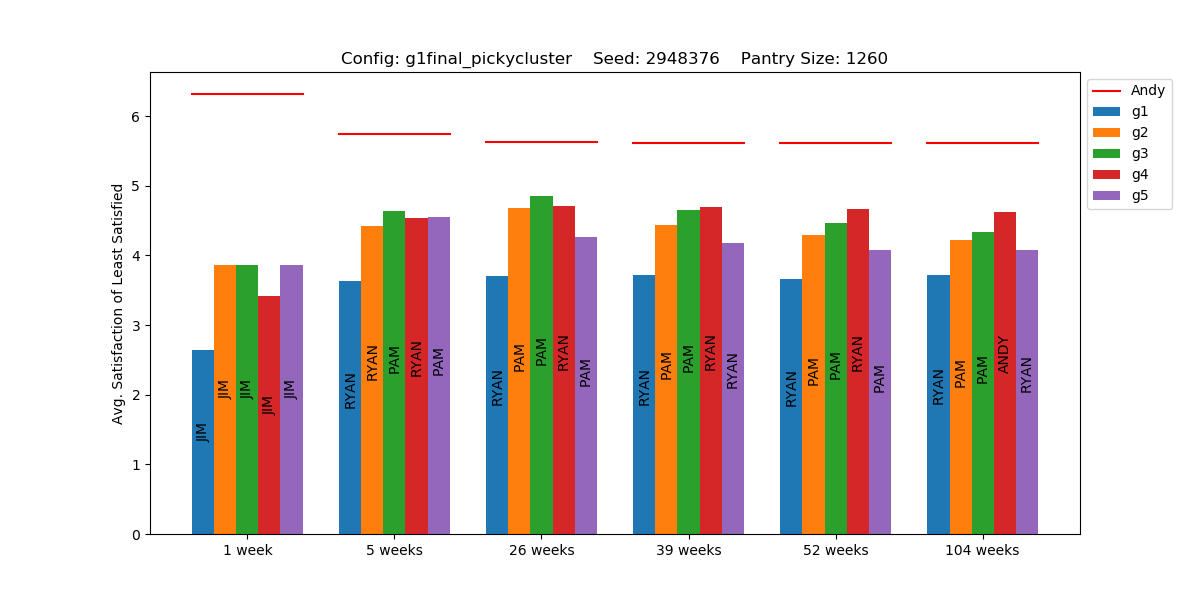 Config: g1final_pickycluster    Seed: 2948376    Pantry Size: 1260
Avg. Satisfaction of Least Satisfied
6
5
4
3
2
1
0
JIM
JIM
JIM
JIM
JIM
RYAN
RYAN
PAM
RYAN
PAM
RYAN
PAM
PAM
RYAN
PAM
RYAN
PAM
PAM
RYAN
RYAN
RYAN
PAM
PAM
RYAN
PAM
RYAN
PAM
PAM
ANDY
RYAN
1 week
5 weeks
26 weeks
39 weeks
52 weeks
104 weeks
Andy
g1
g2
g3
g4
g5